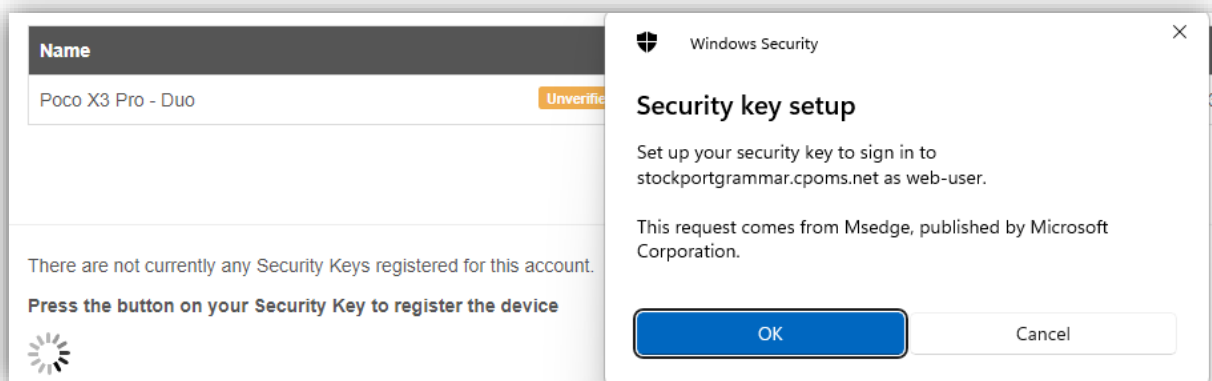 Name
Poco X3 Pro - Duo
Unverifie
There are not currently any Security Keys registered for this account.
Press the button on your Security Key to register the device
Windows Security
Security key setup
Set up your security key to sign in to
stockportgrammar.cpoms.net as web-user.
This request comes from Msedge, published by Microsoft
Corporation.
OK
Cancel